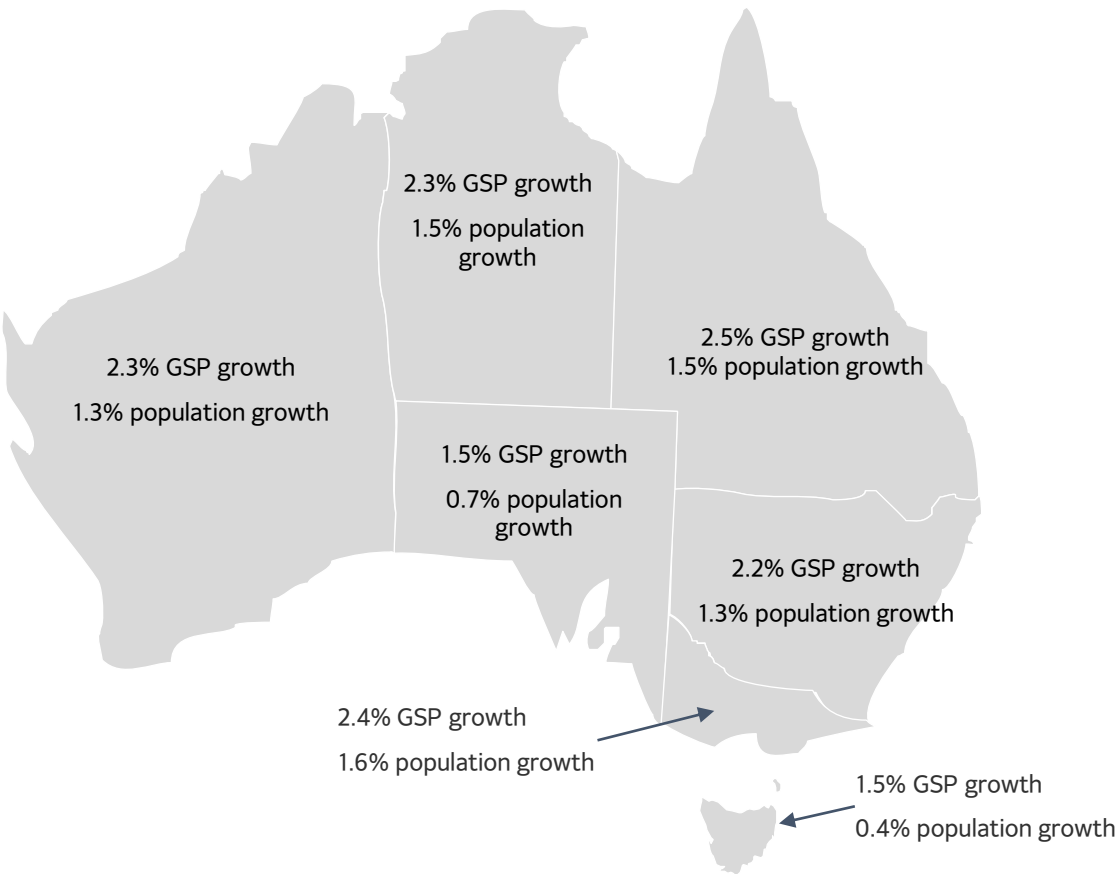 2.3% GSP growth
1.5% population
growth
2.5% GSP growth
1.5% population growth
2.3% GSP growth
1.3% population growth
1.5% GSP growth
0.7% population
growth
2.2% GSP growth
1.3% population growth
2.4% GSP growth
1.6% population growth
1.5% GSP growth
0.4% population growth